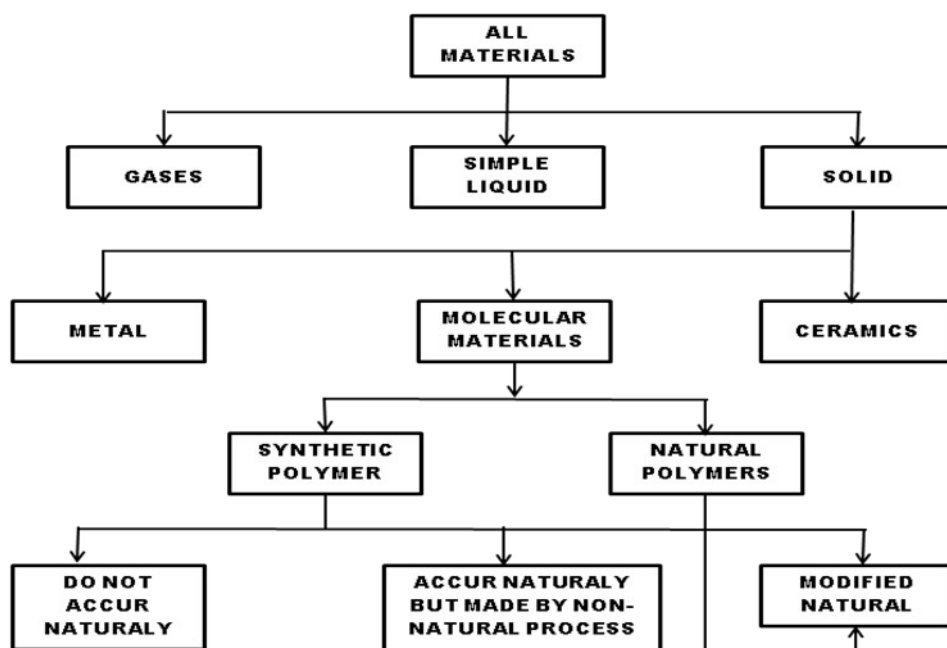 ALL
MATERIALS
GASES
SIMPLE
LIQUID
SOLID
METAL
MOLECULAR
MATERIALS
CERAMICS
SYNTHETIC
POLYMER
NATURAL
POLYMERS
DO NOT
ACCUR
NATURALY
ACCUR NATURALY
BUT MADE BY NON-
NATURAL PROCESS
MODIFIED
NATURAL